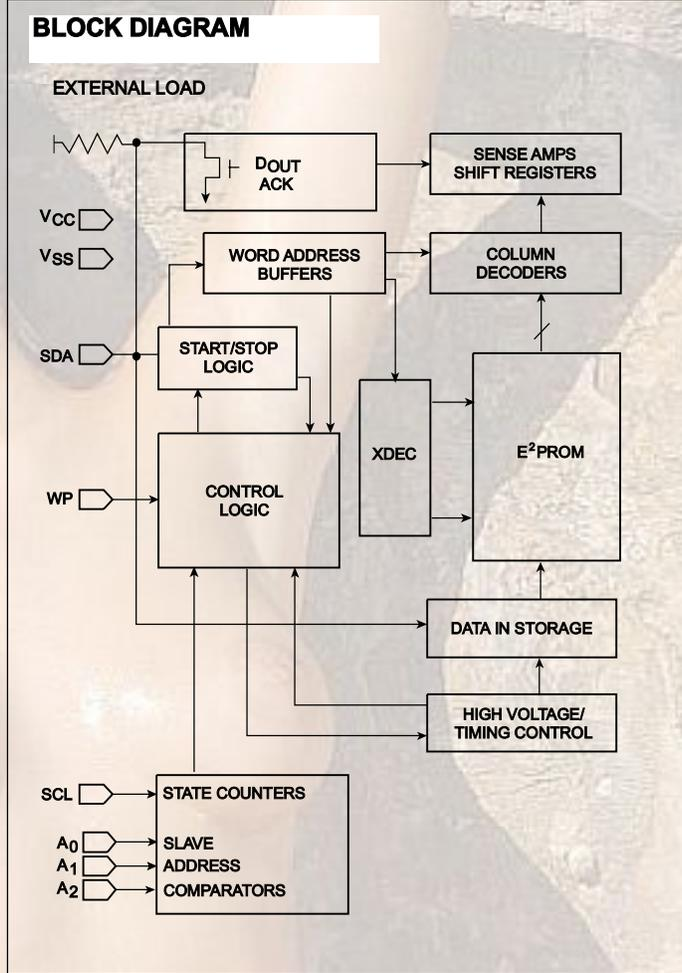 BLOCK DIAGRAM
EXTERNAL LOAD
DOUT
ACK
SENSE AMPS
SHIFT REGISTERS
VCC
VSS
WORD ADDRESS
BUFFERS
COLUMN
DECODERS
SDA
START/STOP
LOGIC
XDEC
E²PROM
WP
CONTROL
LOGIC
DATA IN STORAGE
HIGH VOLTAGE/
TIMING CONTROL
SCL
STATE COUNTERS
A0
SLAVE
A1
ADDRESS
A2
COMPARATORS